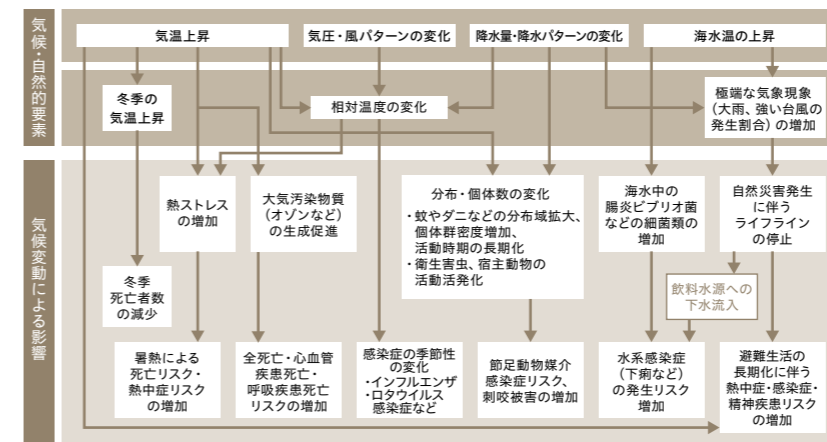 気候・自然的要素
気温上昇
気圧・風パターンの変化
降水量・降水パターンの変化
海水温の上昇
冬季の
気温上昇
相対温度の変化
極端な気象現象
（大雨、強い台風の
発生割合）の増加
気候変動による影響
熱ストレス
の増加
大気汚染物質
（オゾンなど）
の生成促進
分布・個体数の変化
・蚊やダニなどの分布域拡大、
個体群密度増加、
活動時期の長期化
・衛生害虫、宿主動物の
活動活発化
海水中の
腸炎ビブリオ菌
などの細菌類の
増加
自然災害発生
に伴う
ライフライン
の停止
冬季
死亡者数
の減少
飲料水源への
下水流入
暑熱による
死亡リスク・
熱中症リスク
の増加
全死亡・心血管
疾患死亡・
呼吸疾患死亡
リスクの増加
感染症の季節性
の変化
・インフルエンザ
・ロタウイルス
感染症など
節足動物媒介
感染症リスク、
刺咬被害の増加
水系感染症
（下痢など）
の発生リスク
増加
避難生活の
長期化に伴う
熱中症・感染症・
精神疾患リスク
の増加